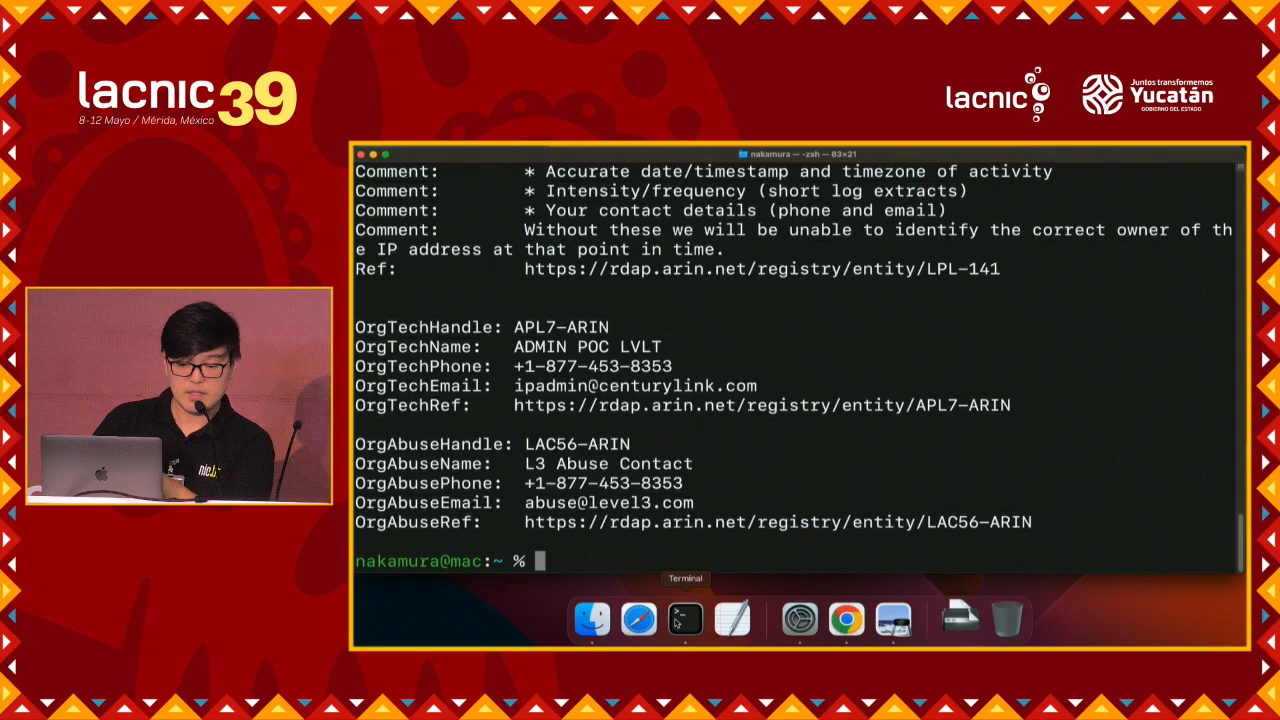 lacnic 39
8-12 Mayo / Mérida, México
lacnic
Juntos transformemos
Yucatán
GOBIERNO DEL ESTADO
nakamura — -zsh — 83×21
Comment: * Accurate date/timestamp and timezone of activity
Comment: * Intensity/frequency (short log extracts)
Comment: * Your contact details (phone and email)
Comment: Without these we will be unable to identify the correct owner of th
e IP address at that point in time.
Ref: https://rdap.arin.net/registry/entity/LPL-141
OrgTechHandle: APL7-ARIN
OrgTechName: ADMIN POC LVLT
OrgTechPhone: +1-877-453-8353
OrgTechEmail: ipadmin@centurylink.com
OrgTechRef: https://rdap.arin.net/registry/entity/APL7-ARIN
OrgAbuseHandle: LAC56-ARIN
OrgAbuseName: L3 Abuse Contact
OrgAbusePhone: +1-877-453-8353
OrgAbuseEmail: abuse@level3.com
OrgAbuseRef: https://rdap.arin.net/registry/entity/LAC56-ARIN
nakamura@mac:~ %
Terminal